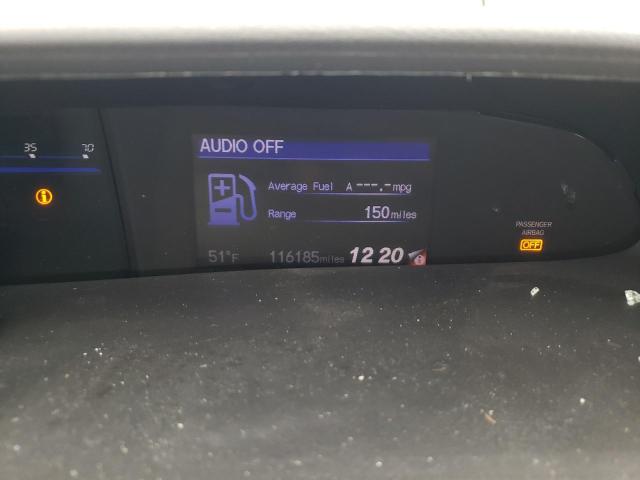 35 70
AUDIO OFF
Average Fuel A ---.- mpg
Range 150 miles
51°F 116185 miles 12 20
PASSENGER
AIRBAG
OFF